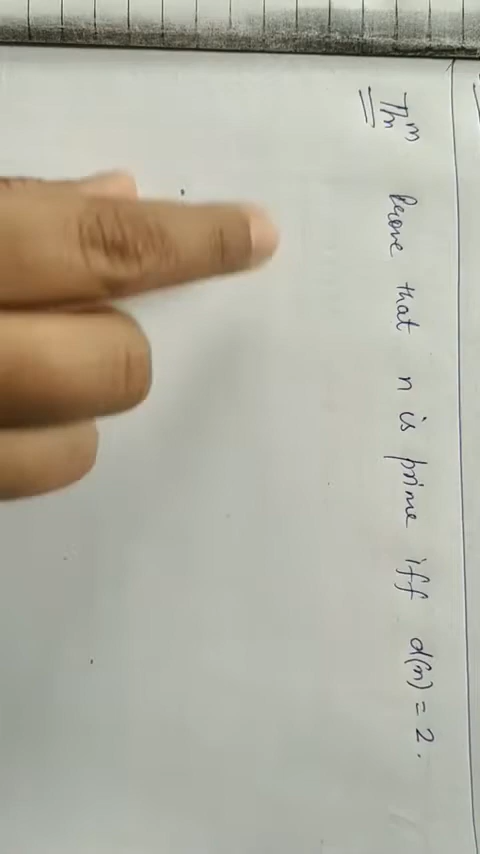 Thm Prove that n is prime iff d(n) = 2.